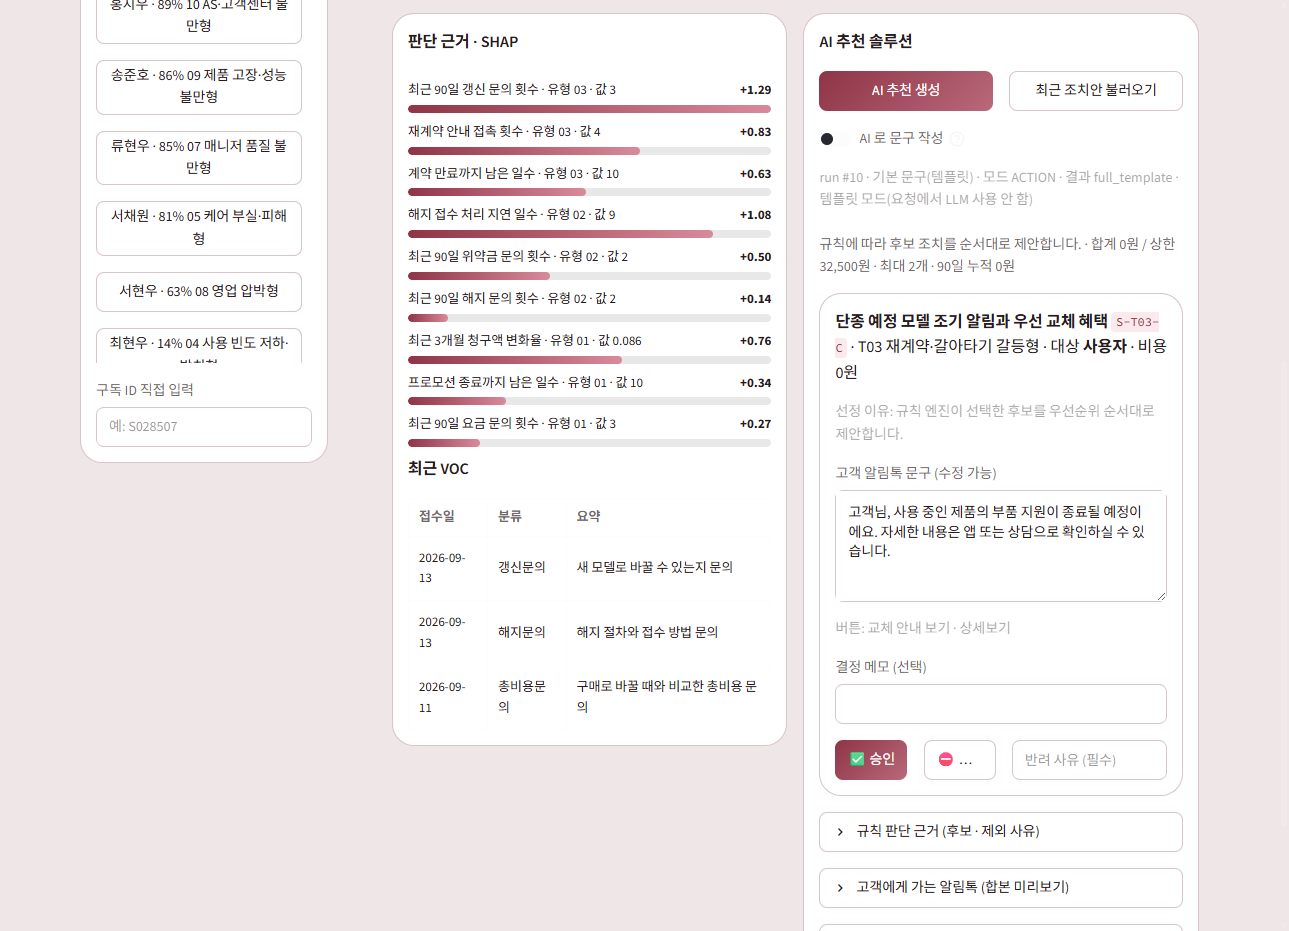 홍지우 · 89% 10 AS·고객센터 불
만형
송준호 · 86% 09 제품 고장·성능
불만형
류현우 · 85% 07 매니저 품질 불
만형
서채원 · 81% 05 케어 부실·피해
형
서현우 · 63% 08 영업 압박형
최현우 · 14% 04 사용 빈도 저하·
구독 ID 직접 입력
예: S028507
판단 근거 · SHAP
최근 90일 갱신 문의 횟수 · 유형 03 · 값 3 +1.29
재계약 안내 접촉 횟수 · 유형 03 · 값 4 +0.83
계약 만료까지 남은 일수 · 유형 03 · 값 10 +0.63
해지 접수 처리 지연 일수 · 유형 02 · 값 9 +1.08
최근 90일 위약금 문의 횟수 · 유형 02 · 값 2 +0.50
최근 90일 해지 문의 횟수 · 유형 02 · 값 2 +0.14
최근 3개월 청구액 변화율 · 유형 01 · 값 0.086 +0.76
프로모션 종료까지 남은 일수 · 유형 01 · 값 10 +0.34
최근 90일 요금 문의 횟수 · 유형 01 · 값 3 +0.27
최근 VOC
접수일 분류 요약
2026-09-
13
갱신문의
새 모델로 바꿀 수 있는지 문의
2026-09-
13
해지문의
해지 절차와 접수 방법 문의
2026-09-
11
총비용문
의
구매로 바꿀 때와 비교한 총비용 문
의
AI 추천 솔루션
AI 추천 생성
최근 조치안 불러오기
AI 로 문구 작성
run #10 · 기본 문구(템플릿) · 모드 ACTION · 결과 full_template ·
템플릿 모드(요청에서 LLM 사용 안 함)
규칙에 따라 후보 조치를 순서대로 제안합니다. · 합계 0원 / 상한
32,500원 · 최대 2개 · 90일 누적 0원
단종 예정 모델 조기 알림과 우선 교체 혜택 S-T03-
C · T03 재계약·갈아타기 갈등형 · 대상 사용자 · 비용
0원
선정 이유: 규칙 엔진이 선택한 후보를 우선순위 순서대로
제안합니다.
고객 알림톡 문구 (수정 가능)
고객님, 사용 중인 제품의 부품 지원이 종료될 예정이
에요. 자세한 내용은 앱 또는 상담으로 확인하실 수 있
습니다.
버튼: 교체 안내 보기 · 상세보기
결정 메모 (선택)
✅ 승인
⛔ ...
반려 사유 (필수)
규칙 판단 근거 (후보 · 제외 사유)
고객에게 가는 알림톡 (합본 미리보기)